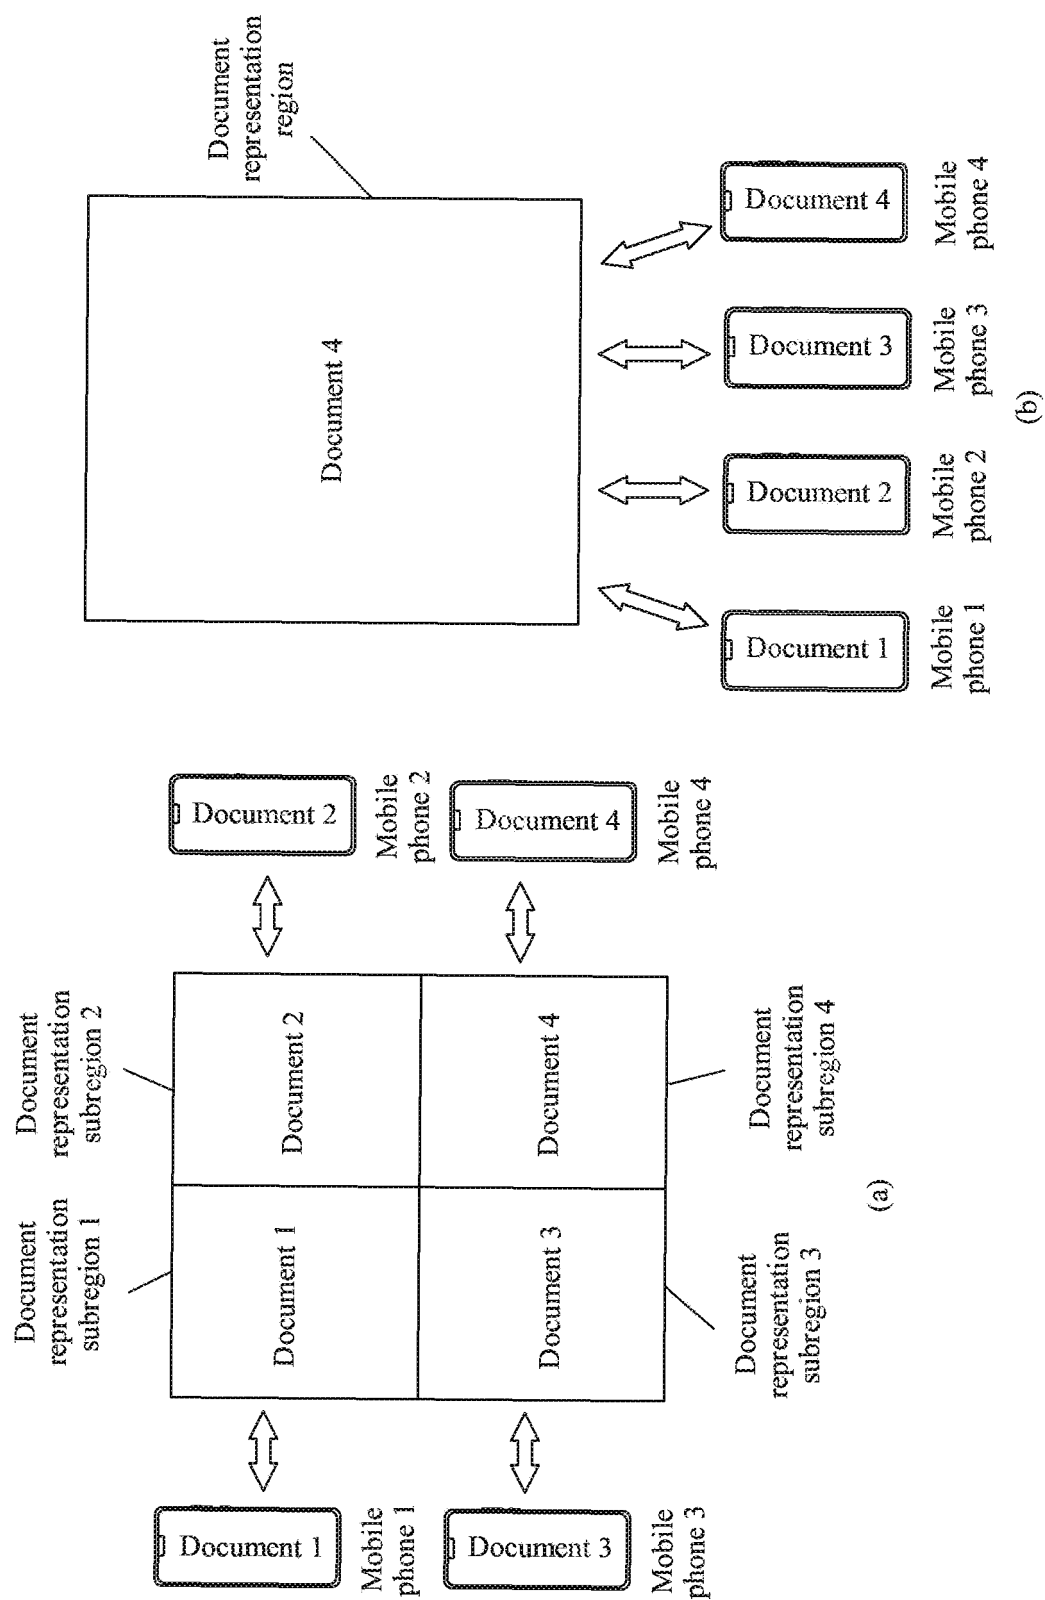 Document
representation
subregion 1
Document
representation
subregion 2
Document 1
Mobile
phone 1
Document 1
Document 2
Document 2
Mobile
phone 2
Document 3
Mobile
phone 3
Document 3
Document 4
Document 4
Mobile
phone 4
Document
representation
subregion 3
Document
representation
subregion 4
(a)
Document
representation
region
Document 4
Document 1
Mobile
phone 1
Document 2
Mobile
phone 2
Document 3
Mobile
phone 3
Document 4
Mobile
phone 4
(b)